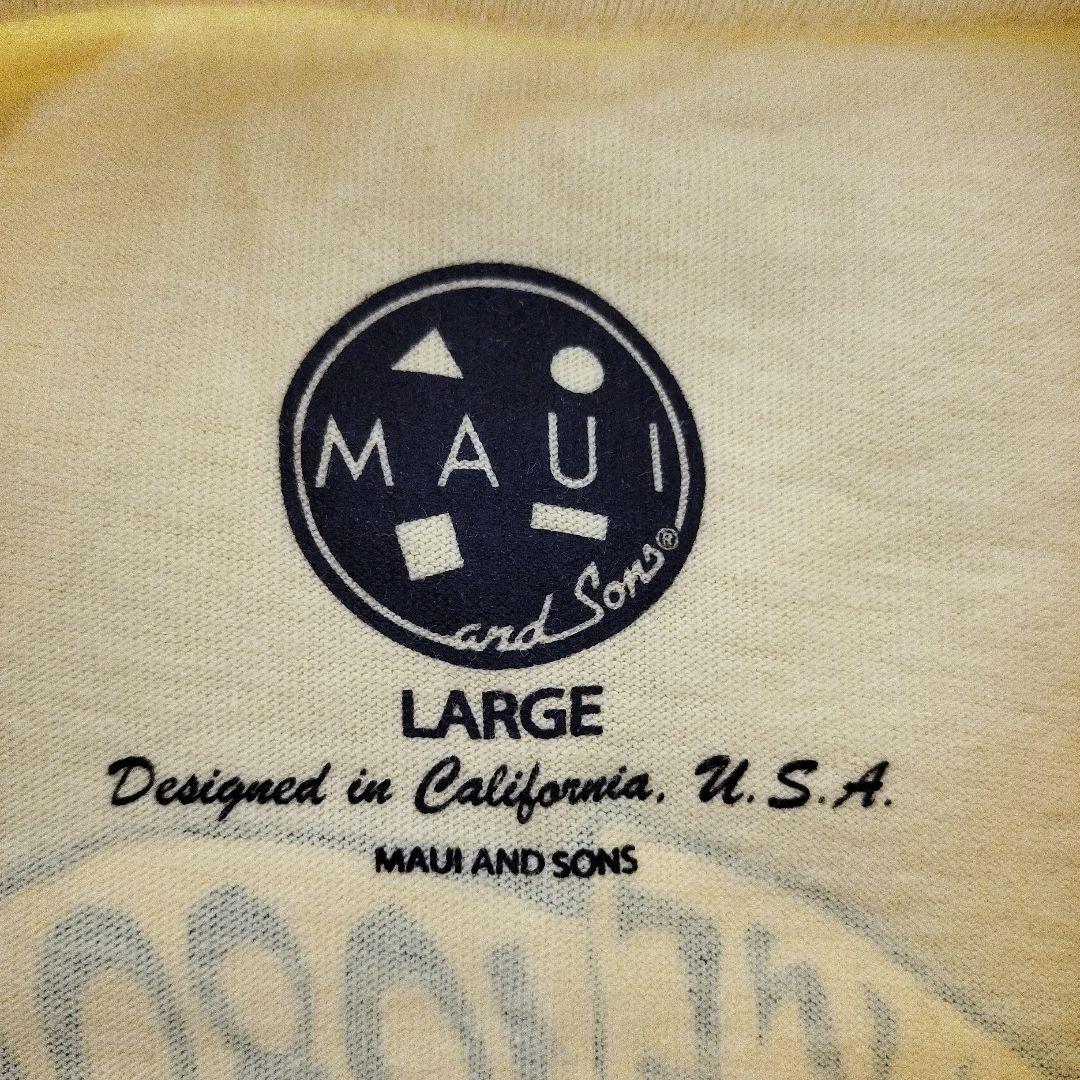 MAUI
and Sons®
LARGE
Designed in California, U.S.A.
MAUI AND SONS